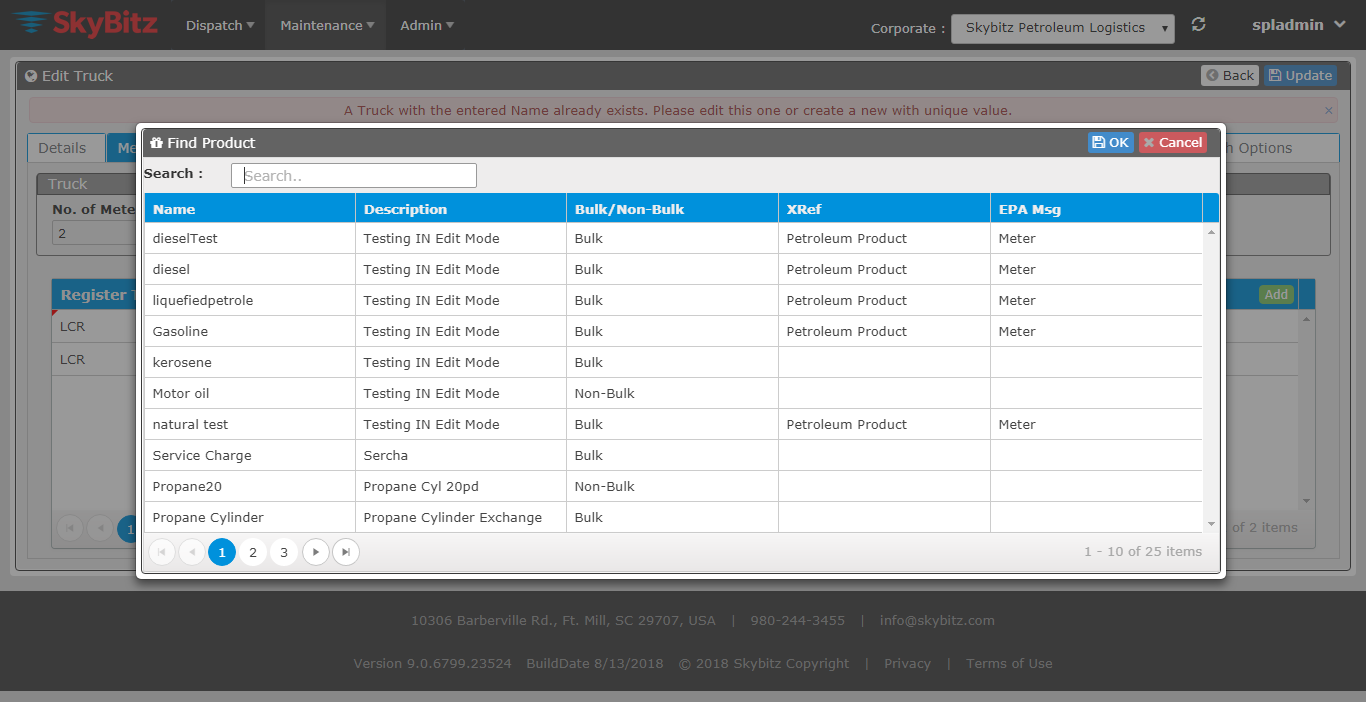 SkyBitz Dispatch Maintenance Admin Corporate : Skybitz Petroleum Logistics spladmin
Edit Truck Back Update
A Truck with the entered Name already exists. Please edit this one or create a new with unique value. ×
Details Me Options
Find Product OK Cancel
Truck
Search : Search..
No. of Mete
2
Name Description Bulk/Non-Bulk XRef EPA Msg
dieselTest Testing IN Edit Mode Bulk Petroleum Product Meter
diesel Testing IN Edit Mode Bulk Petroleum Product Meter
liquefiedpetrole Testing IN Edit Mode Bulk Petroleum Product Meter
Gasoline Testing IN Edit Mode Bulk Petroleum Product Meter
kerosene Testing IN Edit Mode Bulk
Motor oil Testing IN Edit Mode Non-Bulk
natural test Testing IN Edit Mode Bulk Petroleum Product Meter
Service Charge Sercha Bulk
Propane20 Propane Cyl 20pd Non-Bulk
Propane Cylinder Propane Cylinder Exchange Bulk
1 2 3 1 - 10 of 25 items
Register T Add
LCR
LCR
1 of 2 items
10306 Barberville Rd., Ft. Mill, SC 29707, USA | 980-244-3455 | info@skybitz.com
Version 9.0.6799.23524 BuildDate 8/13/2018 © 2018 Skybitz Copyright | Privacy | Terms of Use